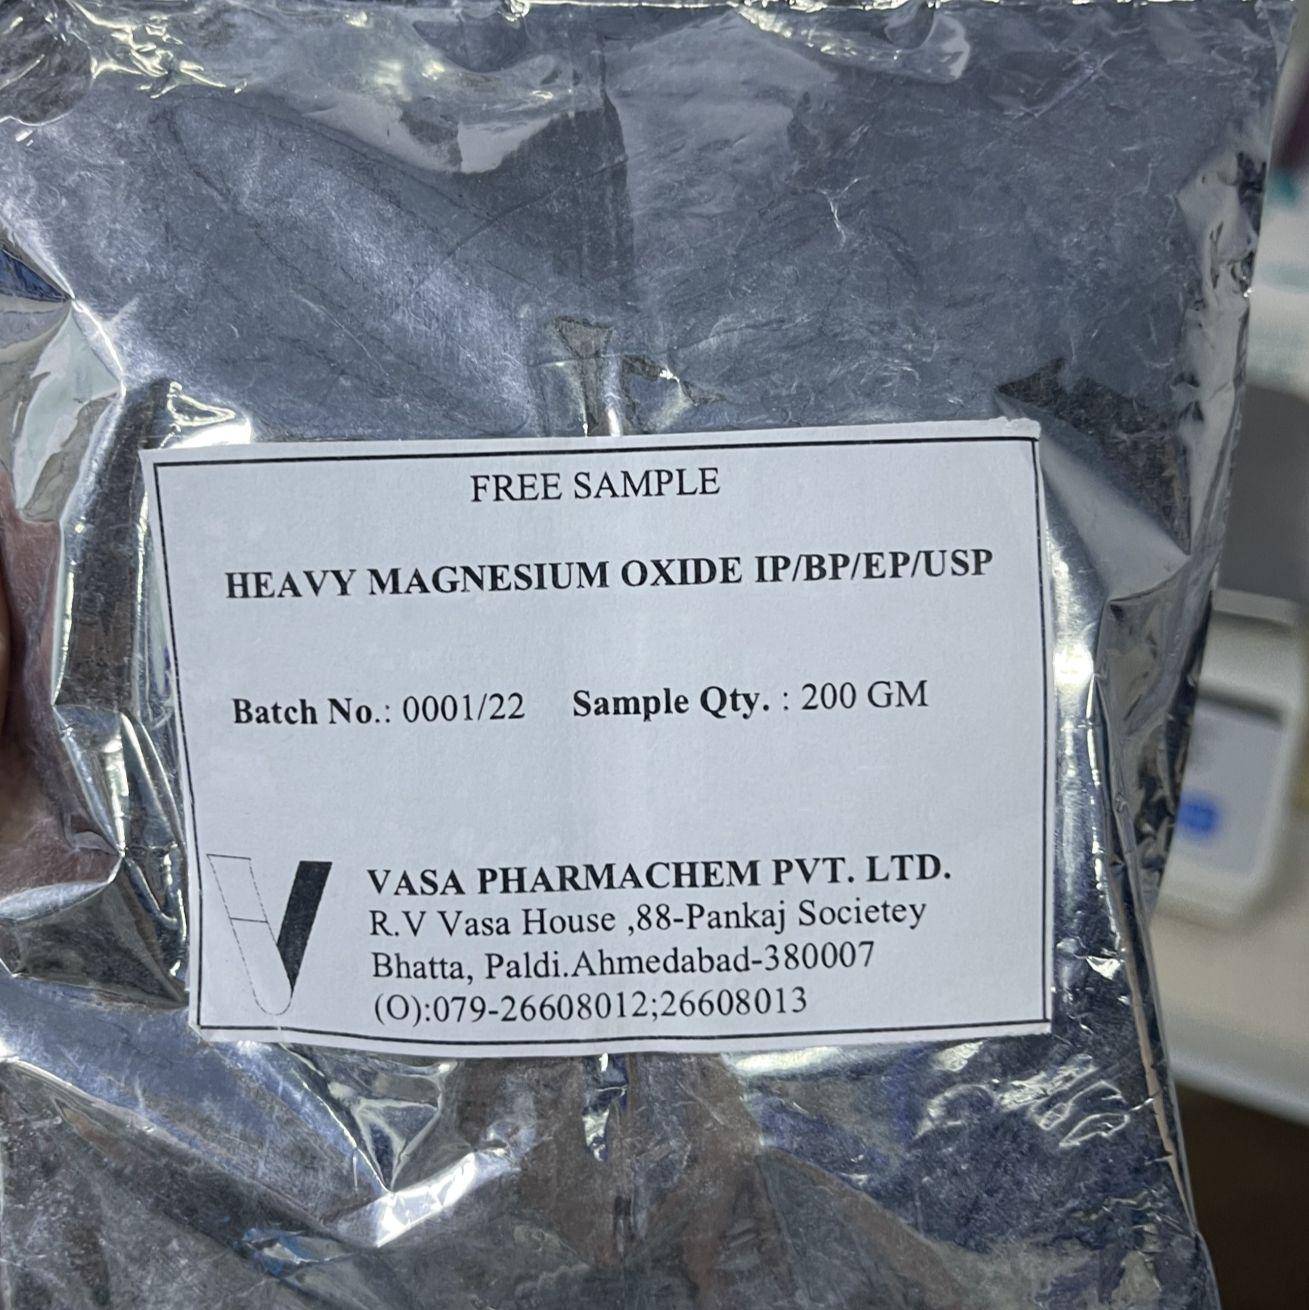 FREE SAMPLE
HEAVY MAGNESIUM OXIDE IP/BP/EP/USP
Batch No.: 0001/22 Sample Qty. : 200 GM
VASA PHARMACHEM PVT. LTD.
R.V Vasa House ,88-Pankaj Societey
Bhatta, Paldi.Ahmedabad-380007
(O):079-26608012;26608013